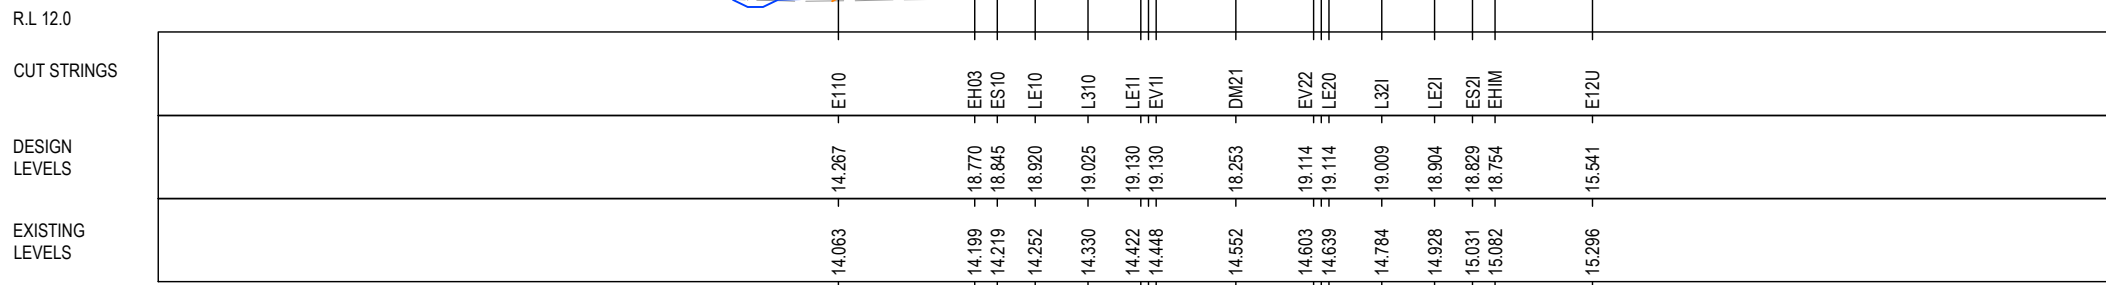 R.L 12.0
CUT STRINGS
E110 EH03 ES10 LE10 L310 LE1I EV1I DM21 EV22 LE20 L32I LE2I ES2I EHIM E12U
DESIGN
LEVELS
14.267 18.770 18.845 18.920 19.025 19.130 19.130 18.253 19.114 19.114 19.009 18.904 18.829 18.754 15.541
EXISTING
LEVELS
14.063 14.199 14.219 14.252 14.330 14.422 14.448 14.552 14.603 14.639 14.784 14.928 15.031 15.082 15.296